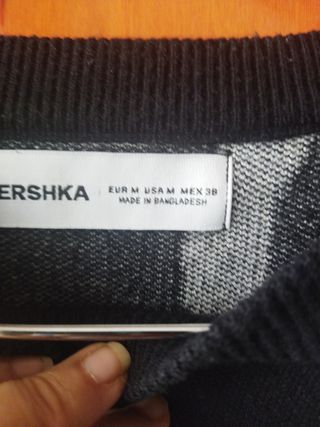 ERSHKA
EUR M USA M MEX 38
MADE IN BANGLADESH